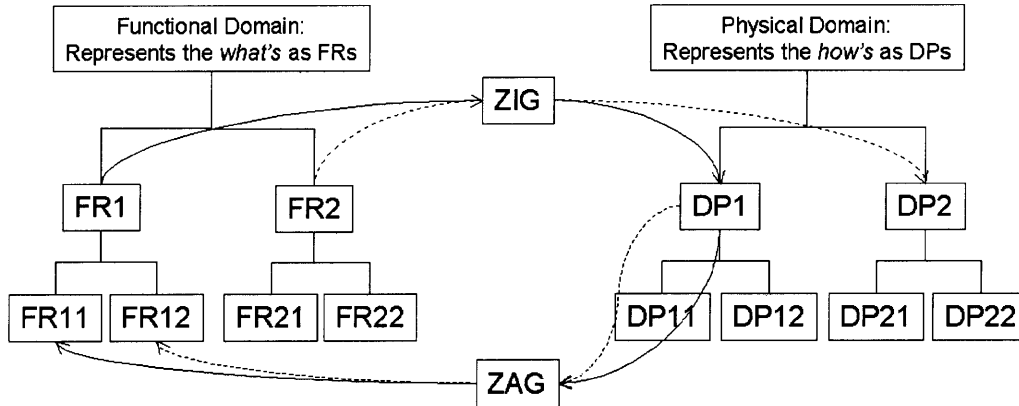 Functional Domain:
Represents the what's as FRs
Physical Domain:
Represents the how's as DPs
ZIG
FR1
FR2
DP1
DP2
FR11
FR12
FR21
FR22
DP11
DP12
DP21
DP22
ZAG